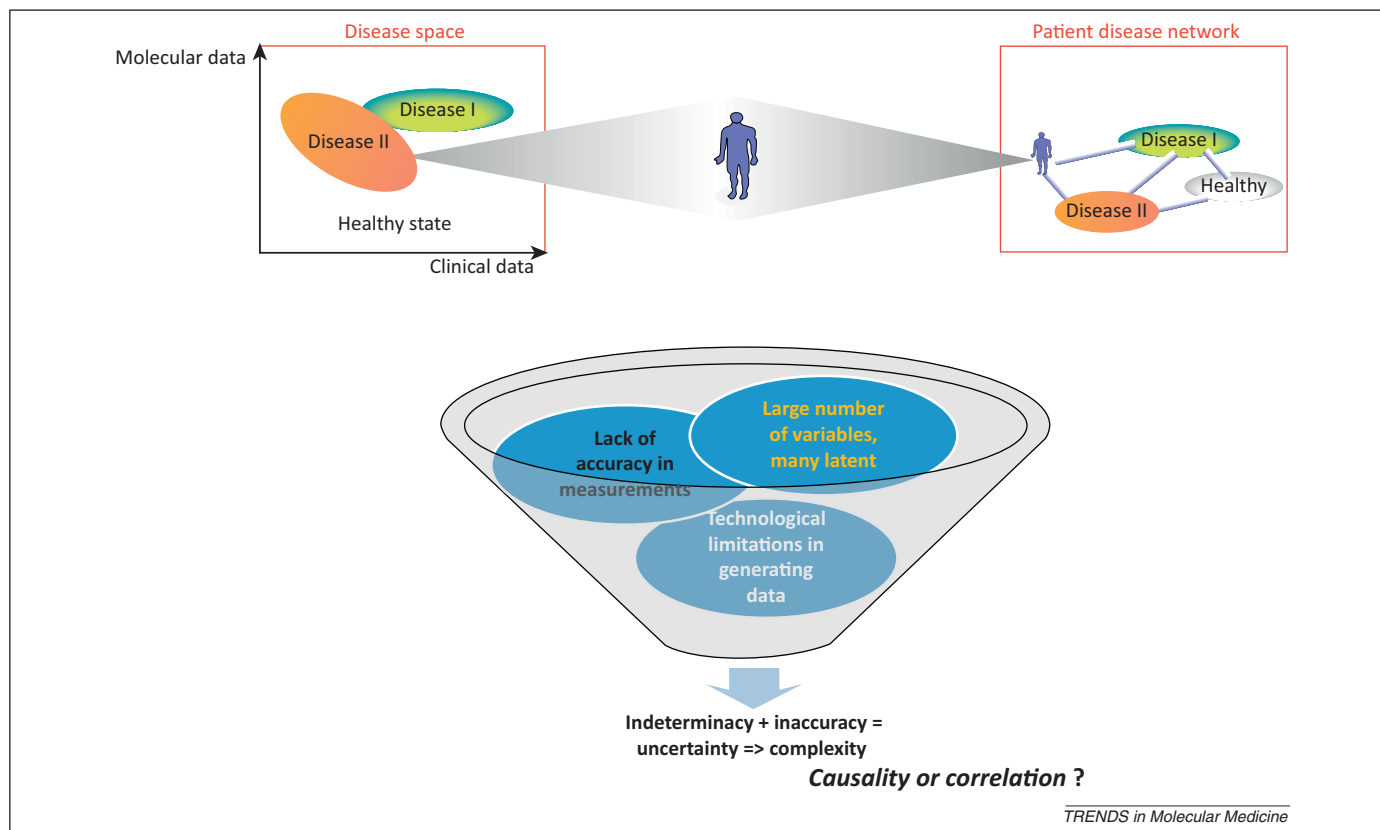 Disease space
Patient disease network
Molecular data
Disease I
Disease II
Healthy state
Clinical data
Disease I
Healthy
Disease II
Large number
of variables,
many latent
Lack of
accuracy in
measurements
Technological
limitations in
generating
data
Indeterminacy + inaccuracy =
uncertainty => complexity
Causality or correlation ?
TRENDS in Molecular Medicine